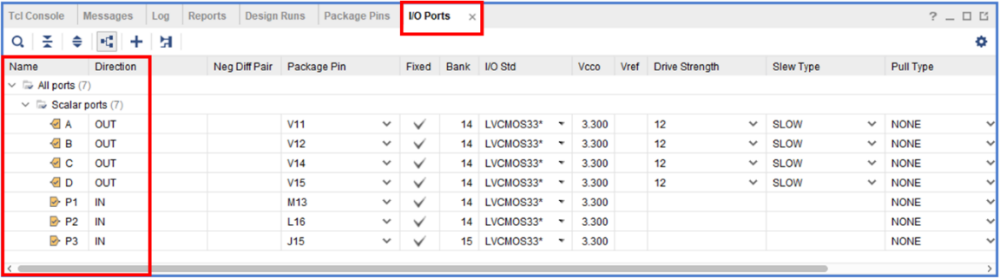 Tcl Console Messages Log Reports Design Runs Package Pins I/O Ports × ? _
Name Direction Neg Diff Pair Package Pin Fixed Bank I/O Std Vcco Vref Drive Strength Slew Type Pull Type
All ports (7)
Scalar ports (7)
A OUT V11 14 LVCMOS33* 3.300 12 SLOW NONE
B OUT V12 14 LVCMOS33* 3.300 12 SLOW NONE
C OUT V14 14 LVCMOS33* 3.300 12 SLOW NONE
D OUT V15 14 LVCMOS33* 3.300 12 SLOW NONE
P1 IN M13 14 LVCMOS33* 3.300 NONE
P2 IN L16 14 LVCMOS33* 3.300 NONE
P3 IN J15 15 LVCMOS33* 3.300 NONE